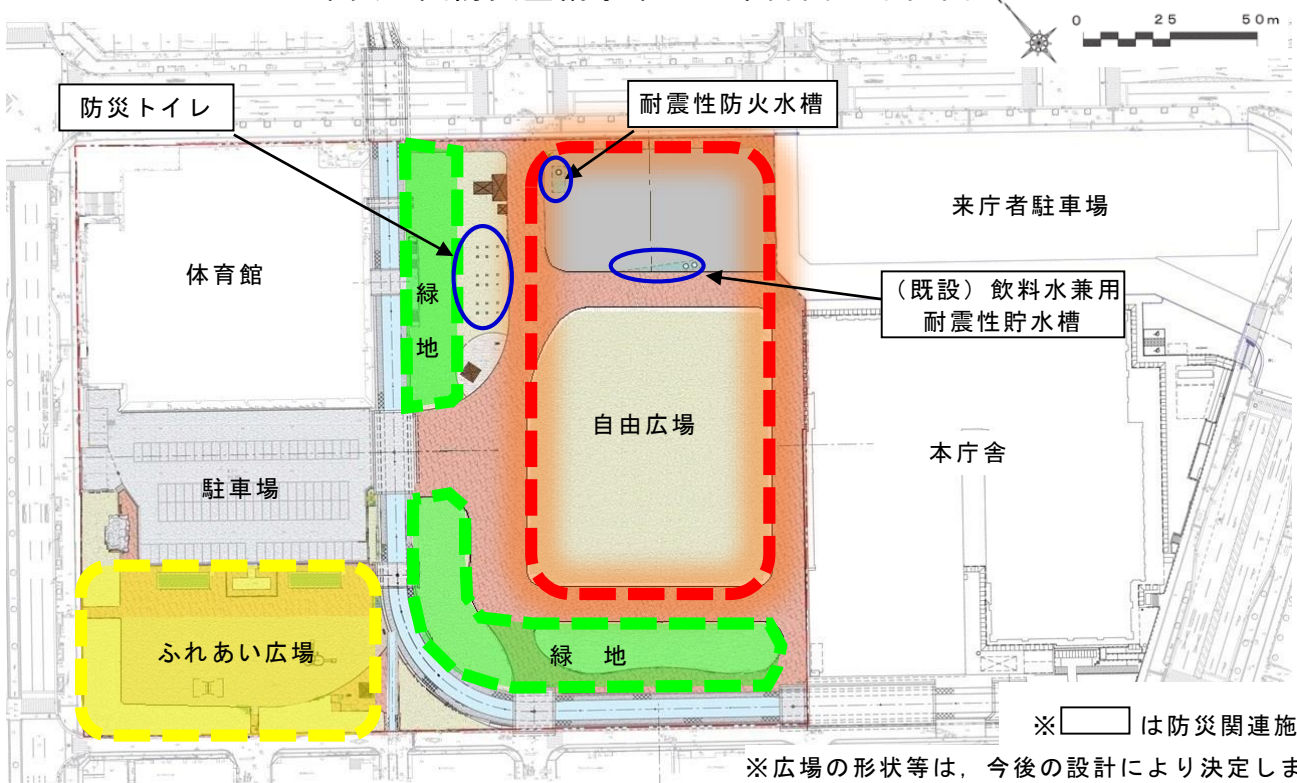 0 25 50m
防災トイレ
耐震性防火水槽
来庁者駐車場
体育館
緑
地
（既設）飲料水兼用
耐震性貯水槽
自由広場
本庁舎
駐車場
ふれあい広場
緑 地
※ は防災関連施
※広場の形状等は，今後の設計により決定しま